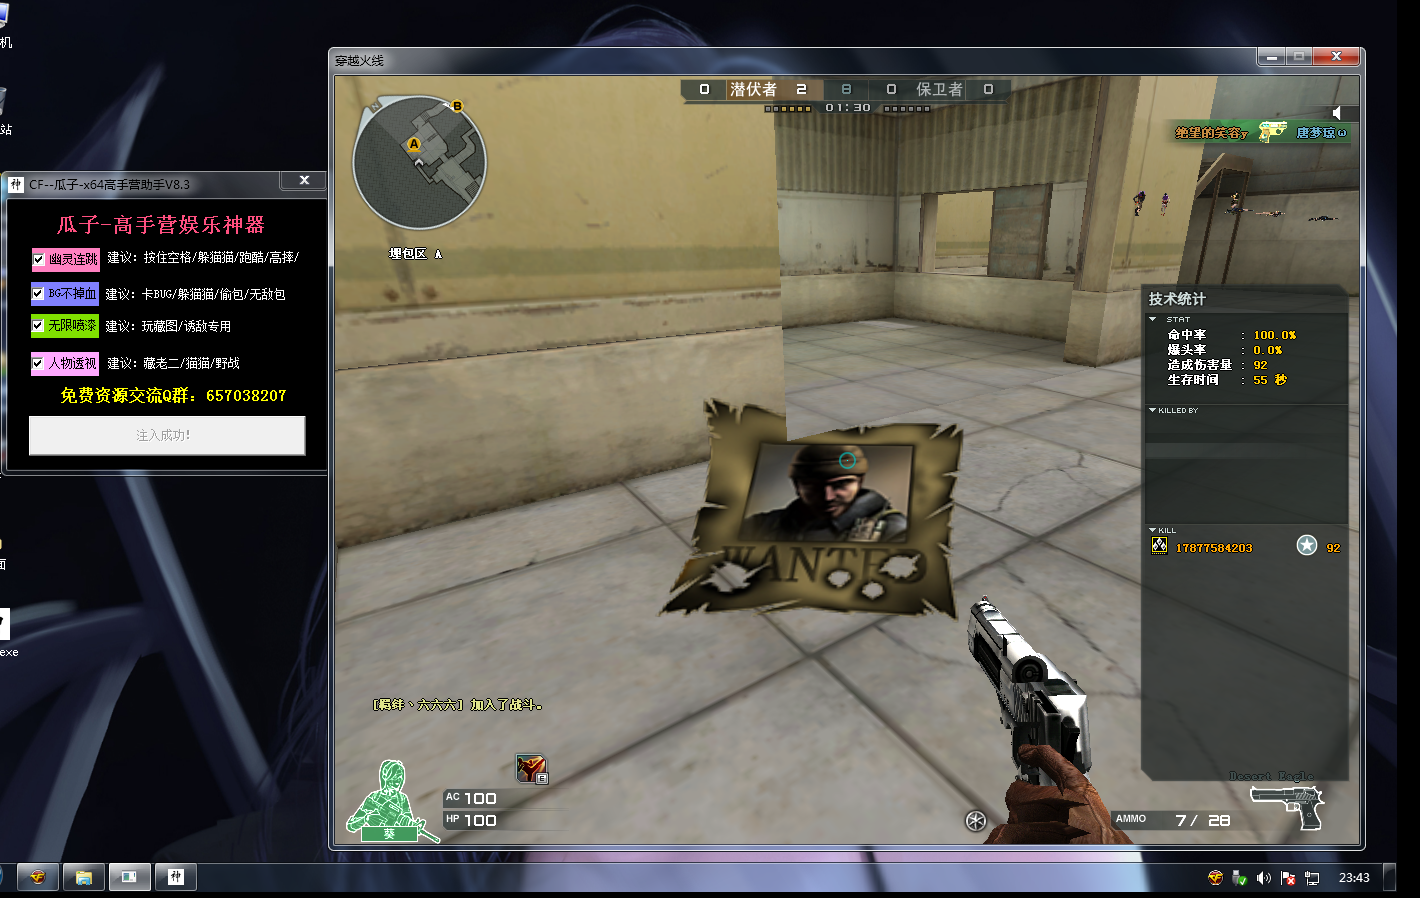 机
站
面
exe
CF--瓜子-x64高手营助手V8.3
瓜子-高手营娱乐神器
幽灵连跳 建议：按住空格/躲猫猫/跑酷/高摔/
BG不掉血 建议：卡BUG/躲猫猫/偷包/无敌包
无限喷漆 建议：玩藏图/诱敌专用
人物透视 建议：藏老二/猫猫/野战
免费资源交流Q群：657038207
注入成功!
穿越火线
0 潜伏者 2 8 0 保卫者 0
01:30
N
B
A
埋包区 A
绝望的笑容y 唐梦琼ω
技术统计
STAT
命中率 : 100.0%
爆头率 : 0.0%
造成伤害量 : 92
生存时间 : 55 秒
KILLED BY
KILL
17877584203 92
WANTED
[羁绊丶六六六] 加入了战斗。
E
AC 100
HP 100
葵
Desert Eagle
AMMO 7/ 28
神
23:43